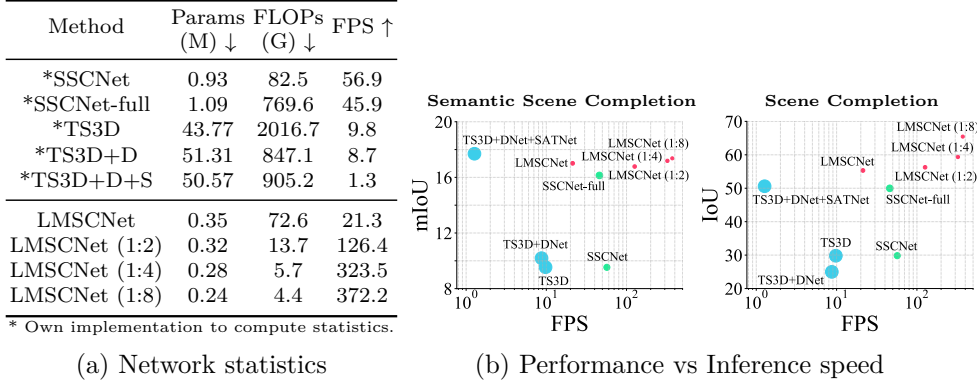 Method Params (M) ↓ FLOPs (G) ↓ FPS ↑
*SSCNet 0.93 82.5 56.9
*SSCNet-full 1.09 769.6 45.9
*TS3D 43.77 2016.7 9.8
*TS3D+D 51.31 847.1 8.7
*TS3D+D+S 50.57 905.2 1.3
LMSCNet 0.35 72.6 21.3
LMSCNet (1:2) 0.32 13.7 126.4
LMSCNet (1:4) 0.28 5.7 323.5
LMSCNet (1:8) 0.24 4.4 372.2
* Own implementation to compute statistics.
(a) Network statistics
Semantic Scene Completion
mIoU
20
16
12
8
TS3D+DNet+SATNet
LMSCNet
LMSCNet (1:8)
LMSCNet (1:4)
LMSCNet (1:2)
SSCNet-full
TS3D+DNet
TS3D
SSCNet
10⁰ 10¹ 10²
FPS
Scene Completion
IoU
70
60
50
40
30
20
LMSCNet (1:8)
LMSCNet (1:4)
LMSCNet
LMSCNet (1:2)
TS3D+DNet+SATNet
SSCNet-full
TS3D
SSCNet
TS3D+DNet
10⁰ 10¹ 10²
FPS
(b) Performance vs Inference speed